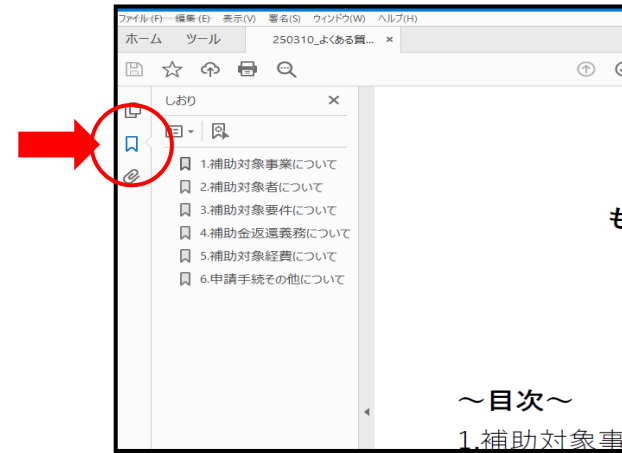 ファイル(F) 編集(E) 表示(V) 署名(S) ウィンドウ(W) ヘルプ(H)
ホーム ツール 250310_よくある質... ×
しおり ×
1.補助対象事業について
2.補助対象者について
3.補助対象要件について
4.補助金返還義務について
5.補助対象経費について
6.申請手続その他について
も
～目次～
1.補助対象事